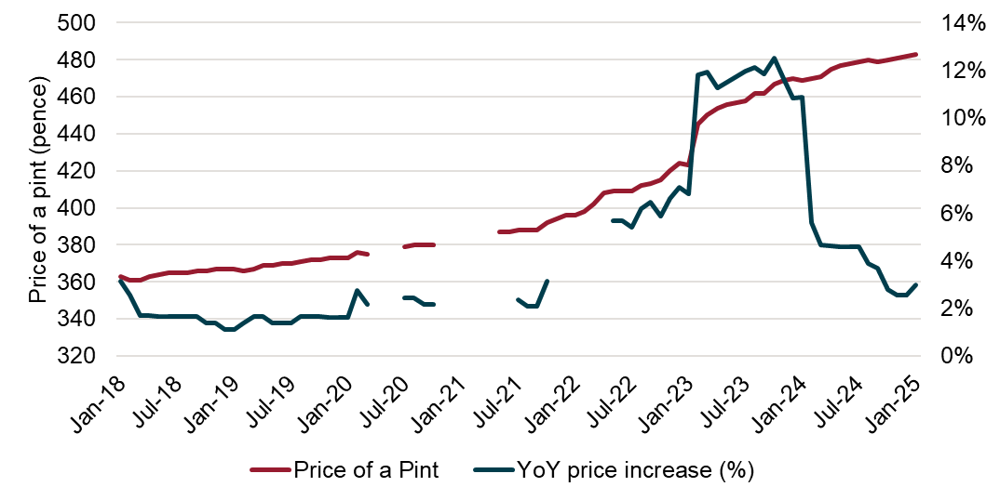 Price of a pint (pence)
500
480
460
440
420
400
380
360
340
320
14%
12%
10%
8%
6%
4%
2%
0%
Jan-18
Jul-18
Jan-19
Jul-19
Jan-20
Jul-20
Jan-21
Jul-21
Jan-22
Jul-22
Jan-23
Jul-23
Jan-24
Jul-24
Jan-25
Price of a Pint
YoY price increase (%)